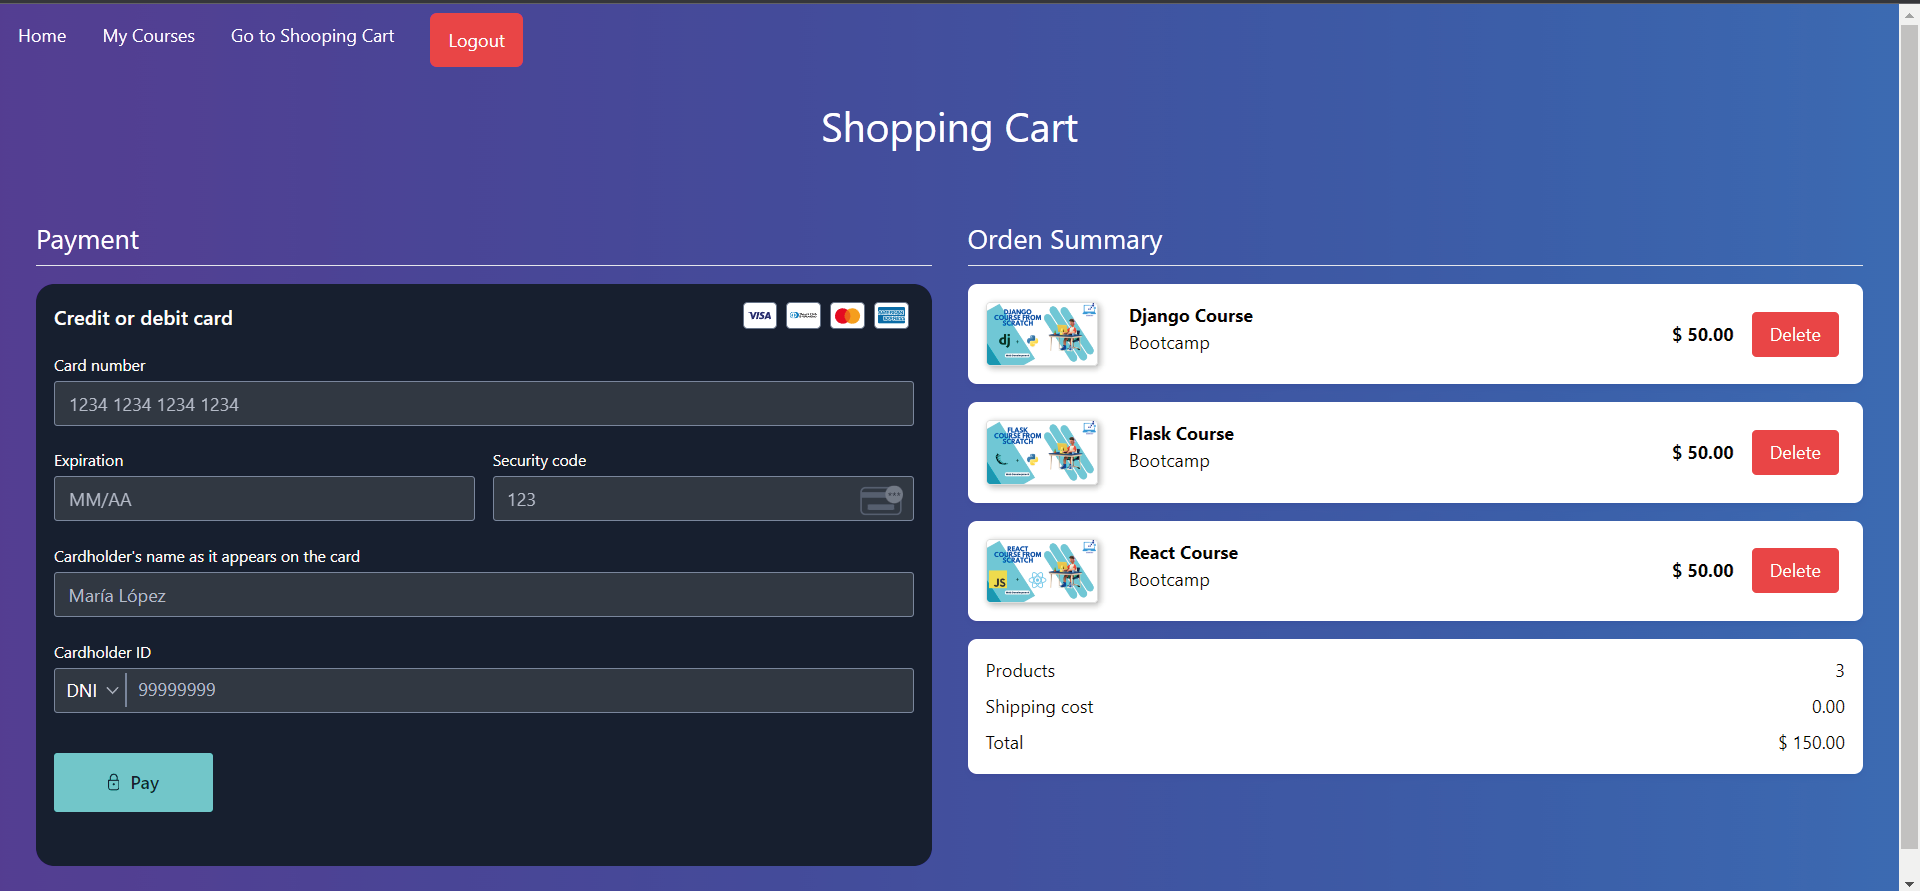 Home My Courses Go to Shooping Cart Logout
Shopping Cart
Payment
Credit or debit card
VISA
Card number
1234 1234 1234 1234
Expiration Security code
MM/AA 123
Cardholder's name as it appears on the card
María López
Cardholder ID
DNI 99999999
Pay
Orden Summary
DJANGO
COURSE FROM
SCRATCH
dj
Django Course
Bootcamp
$ 50.00 Delete
FLASK
COURSE FROM
SCRATCH
Flask Course
Bootcamp
$ 50.00 Delete
REACT
COURSE FROM
SCRATCH
JS
React Course
Bootcamp
$ 50.00 Delete
Products 3
Shipping cost 0.00
Total $ 150.00